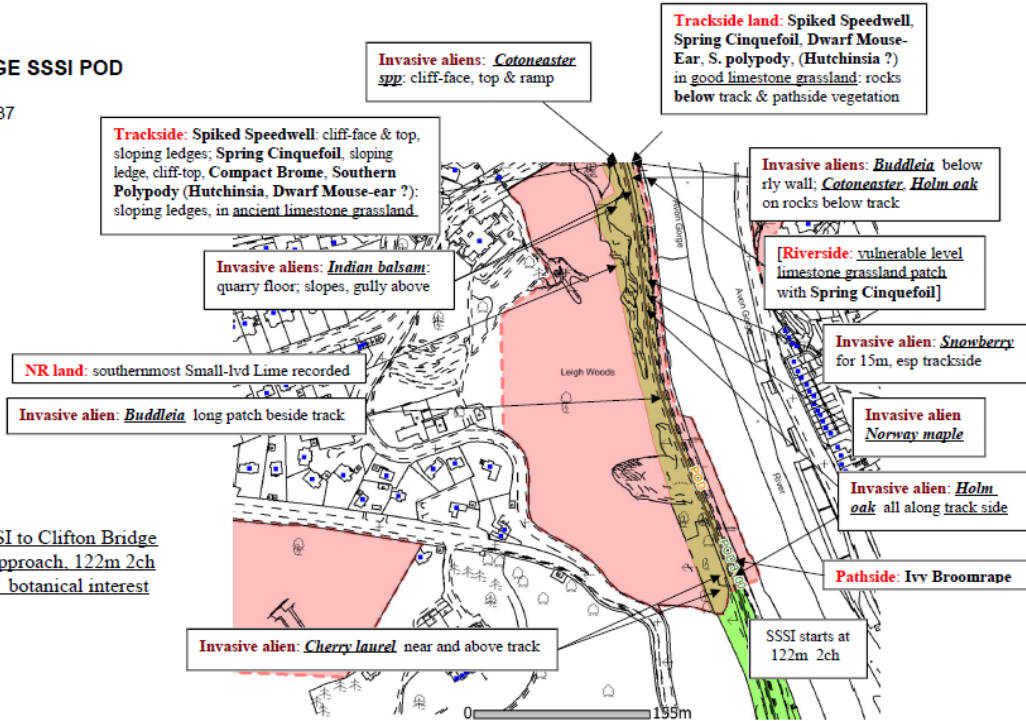 GE SSSI POD
37
Invasive aliens: Cotoneaster
spp: cliff-face, top & ramp
Trackside land: Spiked Speedwell,
Spring Cinquefoil, Dwarf Mouse-
Ear, S. polypody, (Hutchinsia ?)
in good limestone grassland: rocks
below track & pathside vegetation
Trackside: Spiked Speedwell: cliff-face & top,
sloping ledges; Spring Cinquefoil, sloping
ledge, cliff-top, Compact Brome, Southern
Polypody (Hutchinsia, Dwarf Mouse-ear ?):
sloping ledges, in ancient limestone grassland
Invasive aliens: Buddleia below
rly wall; Cotoneaster, Holm oak
on rocks below track
Invasive aliens: Indian balsam:
quarry floor; slopes, gully above
[Riverside: vulnerable level
limestone grassland patch
with Spring Cinquefoil]
Avon Gorge
Avon Gorge
Invasive alien: Snowberry
for 15m, esp trackside
NR land: southernmost Small-lvd Lime recorded
Leigh Woods
Invasive alien: Buddleia long patch beside track
Invasive alien
Norway maple
River
POD
Invasive alien: Holm
oak all along track side
SI to Clifton Bridge
pproach, 122m 2ch
botanical interest
Pathside: Ivy Broomrape
Invasive alien: Cherry laurel near and above track
SSSI starts at
122m 2ch
0
155m